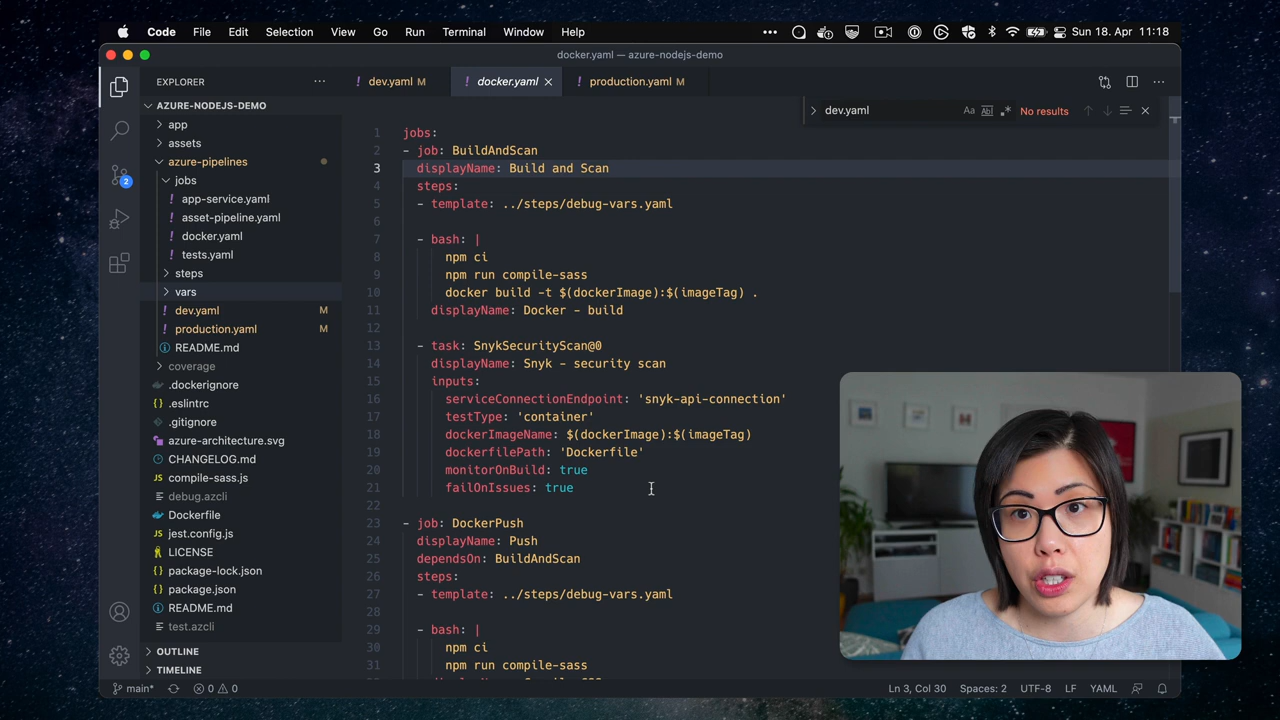 Code File Edit Selection View Go Run Terminal Window Help ••• Sun 18. Apr 11:18
docker.yaml — azure-nodejs-demo
EXPLORER ···
dev.yaml M docker.yaml production.yaml M
AZURE-NODEJS-DEMO
app
assets
azure-pipelines
jobs
app-service.yaml
asset-pipeline.yaml
docker.yaml
tests.yaml
steps
vars
dev.yaml M
production.yaml M
README.md
coverage
.dockerignore
.eslintrc
.gitignore
azure-architecture.svg
CHANGELOG.md
compile-sass.js
debug.azcli
Dockerfile
jest.config.js
LICENSE
package-lock.json
package.json
README.md
test.azcli
OUTLINE
TIMELINE
2
dev.yaml Aa Abl .* No results
1 jobs:
2 - job: BuildAndScan
3 displayName: Build and Scan
4 steps:
5 - template: ../steps/debug-vars.yaml
6
7 - bash: |
8 npm ci
9 npm run compile-sass
10 docker build -t $(dockerImage):$(imageTag) .
11 displayName: Docker - build
12
13 - task: SnykSecurityScan@0
14 displayName: Snyk - security scan
15 inputs:
16 serviceConnectionEndpoint: 'snyk-api-connection'
17 testType: 'container'
18 dockerImageName: $(dockerImage):$(imageTag)
19 dockerfilePath: 'Dockerfile'
20 monitorOnBuild: true
21 failOnIssues: true
22
23 - job: DockerPush
24 displayName: Push
25 dependsOn: BuildAndScan
26 steps:
27 - template: ../steps/debug-vars.yaml
28
29 - bash: |
30 npm ci
31 npm run compile-sass
main* 0 0 Ln 3, Col 30 Spaces: 2 UTF-8 LF YAML